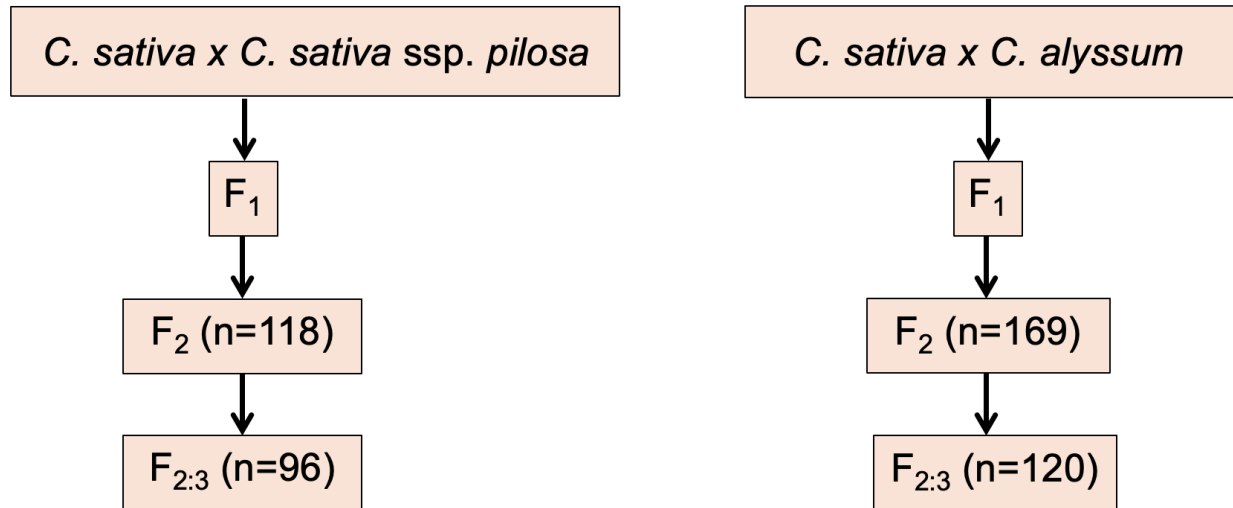 C. sativa x C. sativa ssp. pilosa
F₁
F₂ (n=118)
F₂:₃ (n=96)
C. sativa x C. alyssum
F₁
F₂ (n=169)
F₂:₃ (n=120)